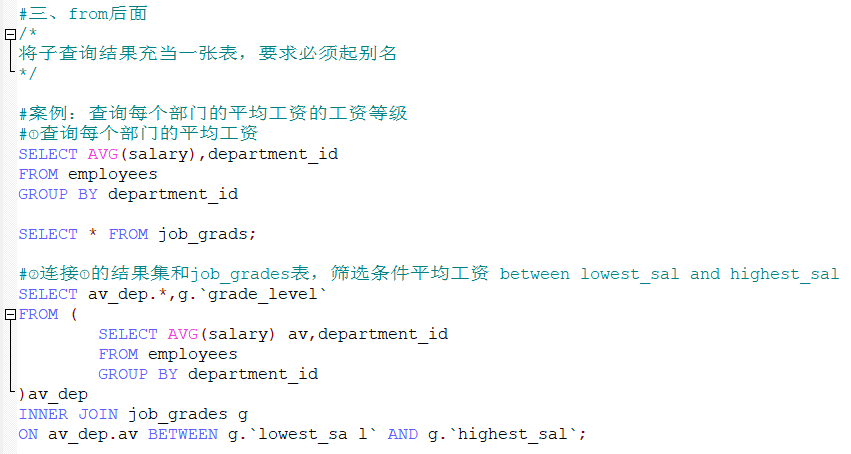 #三、from后面
/*
将子查询结果充当一张表，要求必须起别名
*/
#案例：查询每个部门的平均工资的工资等级
#①查询每个部门的平均工资
SELECT AVG(salary),department_id
FROM employees
GROUP BY department_id
SELECT * FROM job_grads;
#②连接①的结果集和job_grades表，筛选条件平均工资 between lowest_sal and highest_sal
SELECT av_dep.*,g.`grade_level`
FROM (
SELECT AVG(salary) av,department_id
FROM employees
GROUP BY department_id
)av_dep
INNER JOIN job_grades g
ON av_dep.av BETWEEN g.`lowest_sa l` AND g.`highest_sal`;